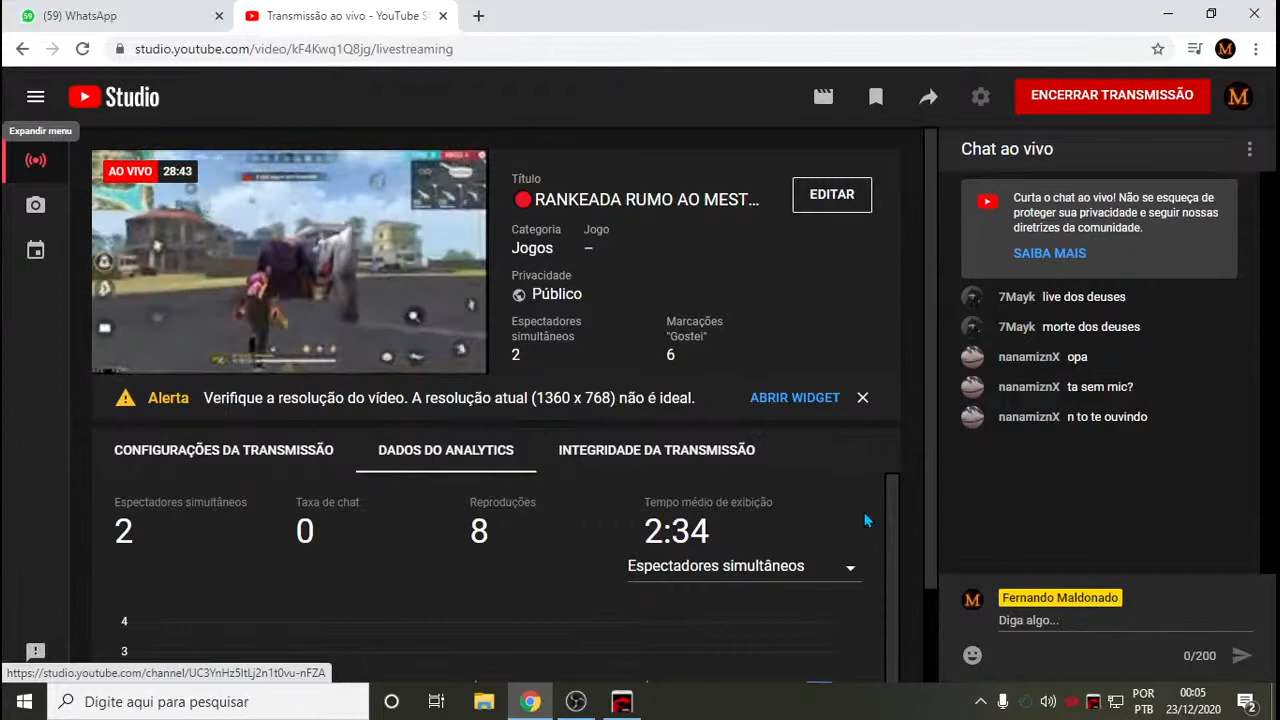 (59) WhatsApp
Transmissão ao vivo - YouTube S
studio.youtube.com/video/kF4Kwq1Q8jg/livestreaming
Studio
ENCERRAR TRANSMISSÃO
M
Expandir menu
AO VIVO 28:43
Título
RANKEADA RUMO AO MEST...
EDITAR
Categoria Jogo
Jogos –
Privacidade
Público
Espectadores simultâneos
2
Marcações "Gostei"
6
Alerta Verifique a resolução do vídeo. A resolução atual (1360 x 768) não é ideal.
ABRIR WIDGET
CONFIGURAÇÕES DA TRANSMISSÃO
DADOS DO ANALYTICS
INTEGRIDADE DA TRANSMISSÃO
Espectadores simultâneos
2
Taxa de chat
0
Reproduções
8
Tempo médio de exibição
2:34
Espectadores simultâneos
4
3
Chat ao vivo
Curta o chat ao vivo! Não se esqueça de
proteger sua privacidade e seguir nossas
diretrizes da comunidade.
SAIBA MAIS
7Mayk live dos deuses
7Mayk morte dos deuses
nanamiznX opa
nanamiznX ta sem mic?
nanamiznX n to te ouvindo
M
Fernando Maldonado
Diga algo...
0/200
https://studio.youtube.com/channel/UC3YnHz5ItLj2n1t0vu-nFZA
Digite aqui para pesquisar
POR
PTB
00:05
23/12/2020
2